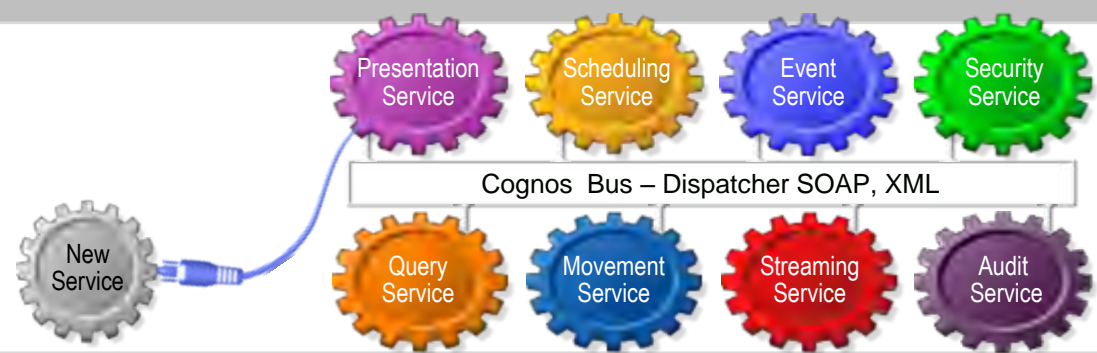 Presentation
Service
Scheduling
Service
Event
Service
Security
Service
Cognos Bus – Dispatcher SOAP, XML
New
Service
Query
Service
Movement
Service
Streaming
Service
Audit
Service